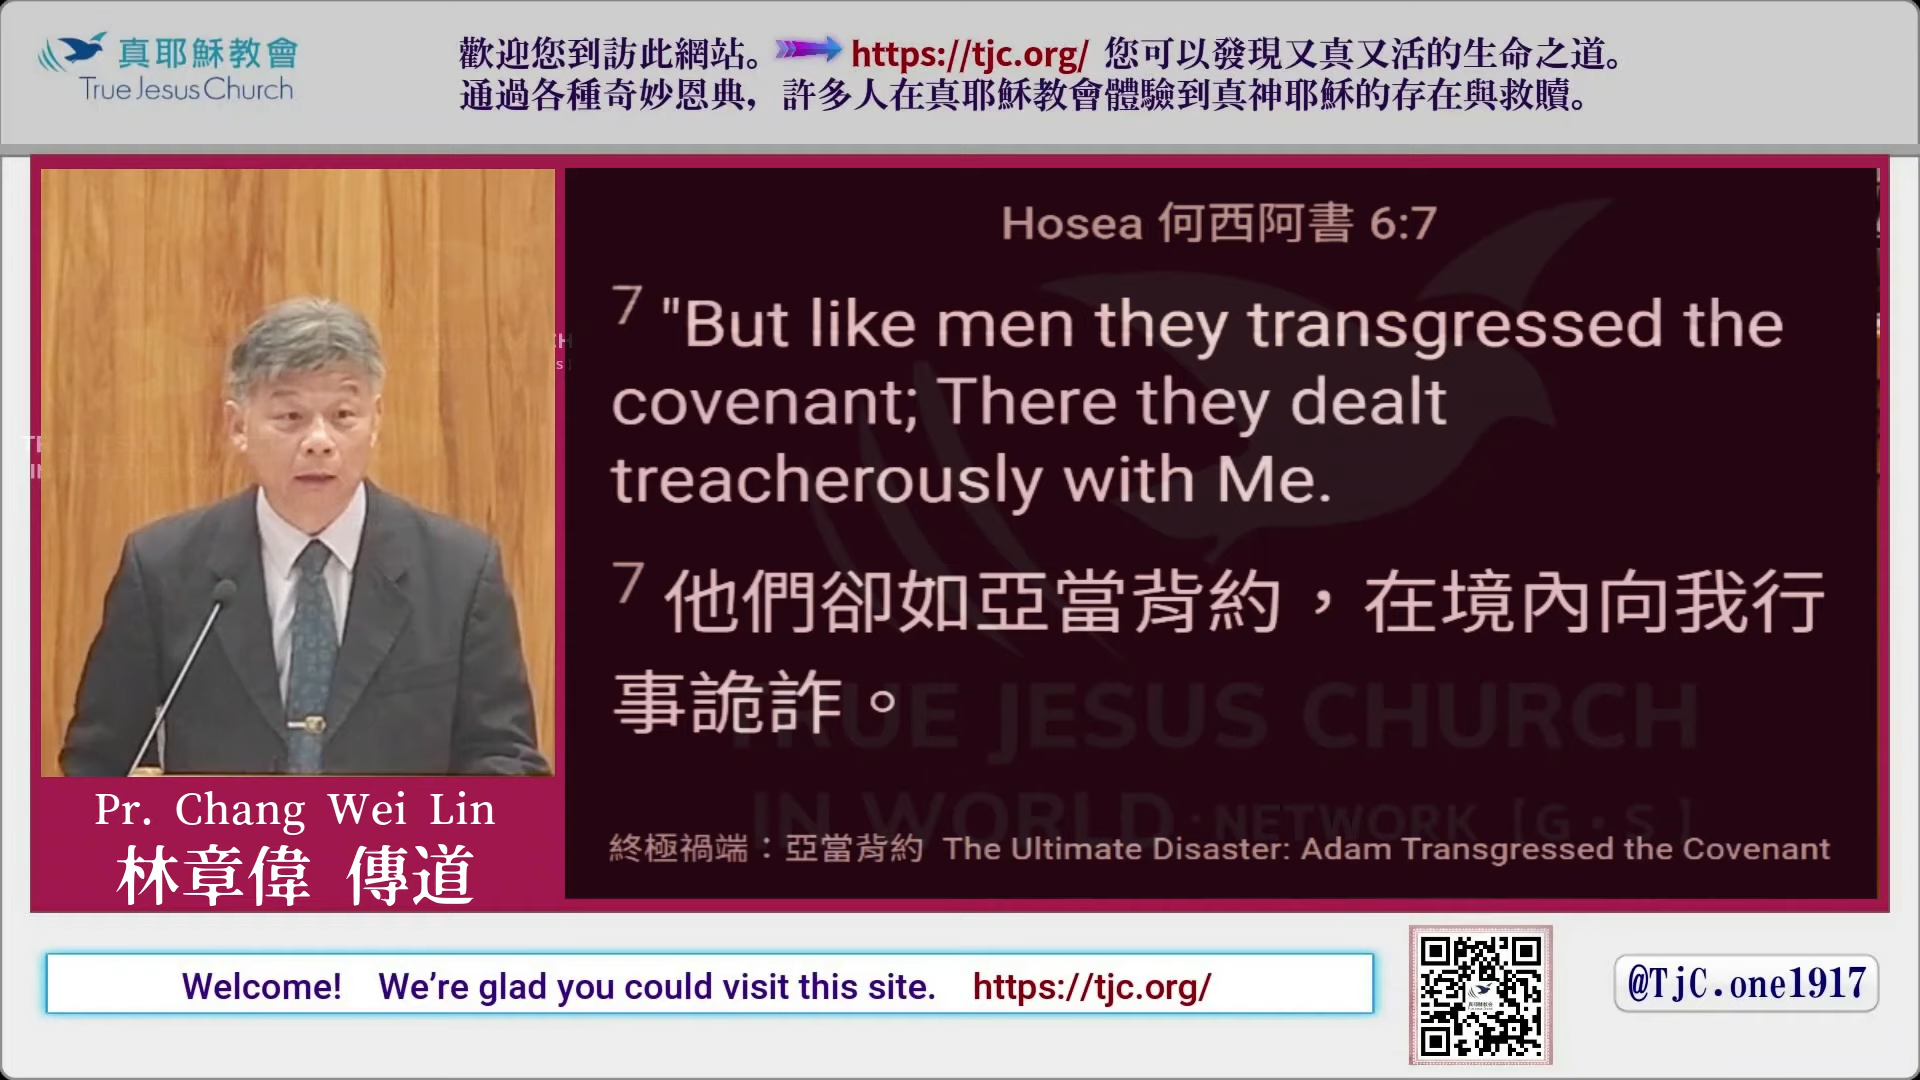 真耶穌教會
True Jesus Church
歡迎您到訪此網站。 https://tjc.org/ 您可以發現又真又活的生命之道。
通過各種奇妙恩典，許多人在真耶穌教會體驗到真神耶穌的存在與救贖。
Hosea 何西阿書 6:7
7 "But like men they transgressed the
covenant; There they dealt
treacherously with Me.
7 他們卻如亞當背約，在境內向我行
事詭詐。
TRUE JESUS CHURCH
IN WORLD · NETWORK [G · S]
終極禍端：亞當背約 The Ultimate Disaster: Adam Transgressed the Covenant
Pr. Chang Wei Lin
林章偉 傳道
Welcome! We’re glad you could visit this site. https://tjc.org/
@TjC.one1917